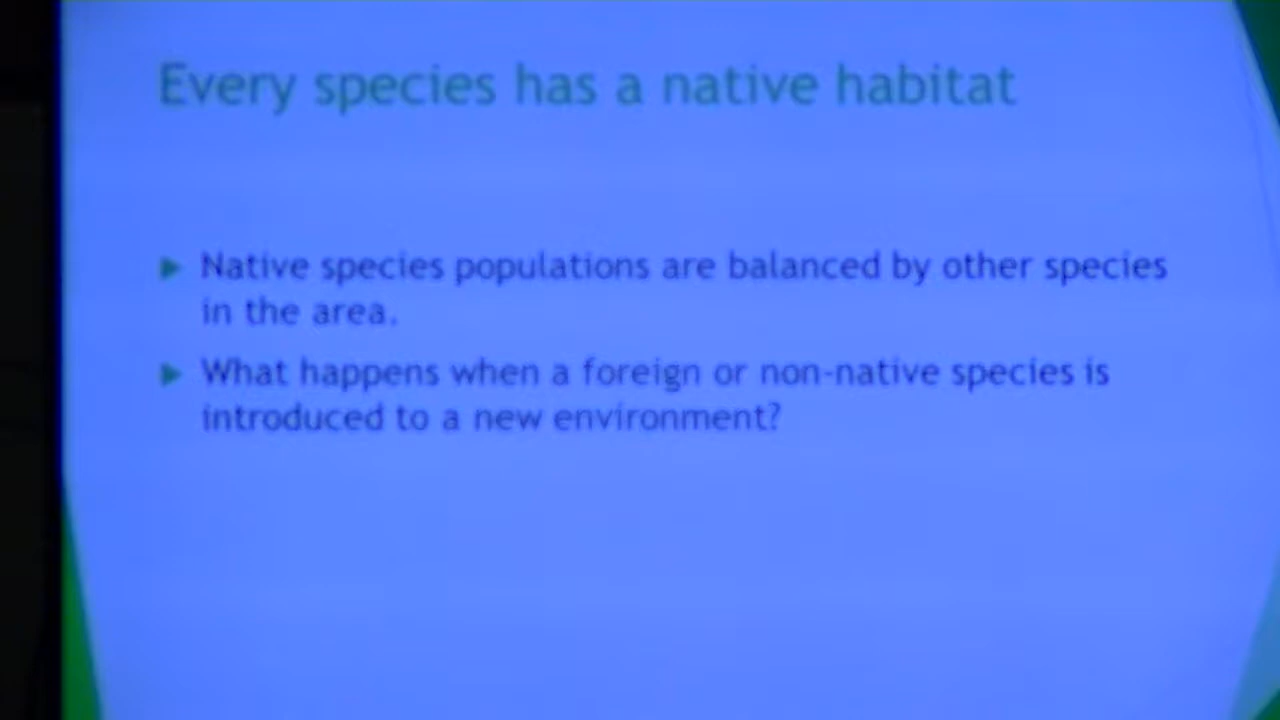 Every species has a native habitat
Native species populations are balanced by other species
in the area.
What happens when a foreign or non-native species is
introduced to a new environment?